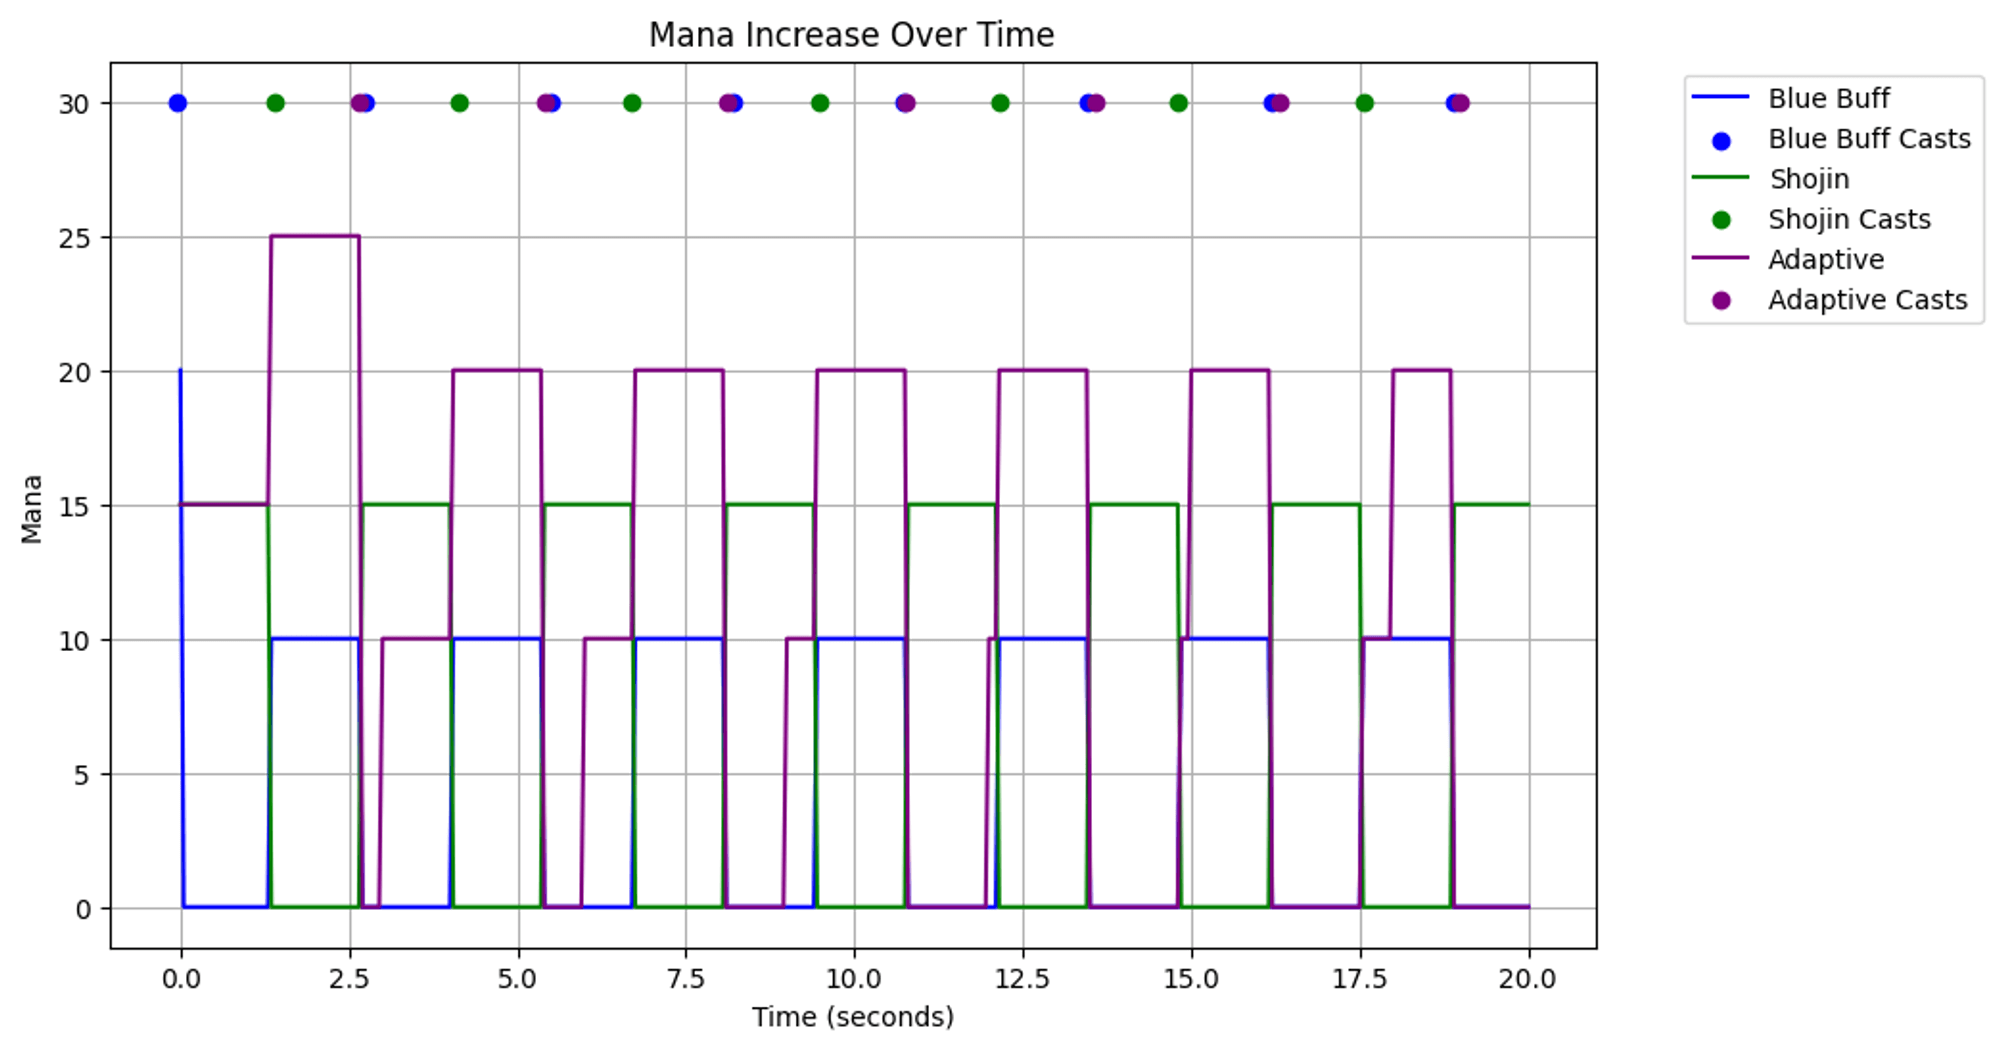 Mana Increase Over Time
30
25
20
15
10
5
0
Mana
0.0 2.5 5.0 7.5 10.0 12.5 15.0 17.5 20.0
Time (seconds)
Blue Buff
Blue Buff Casts
Shojin
Shojin Casts
Adaptive
Adaptive Casts